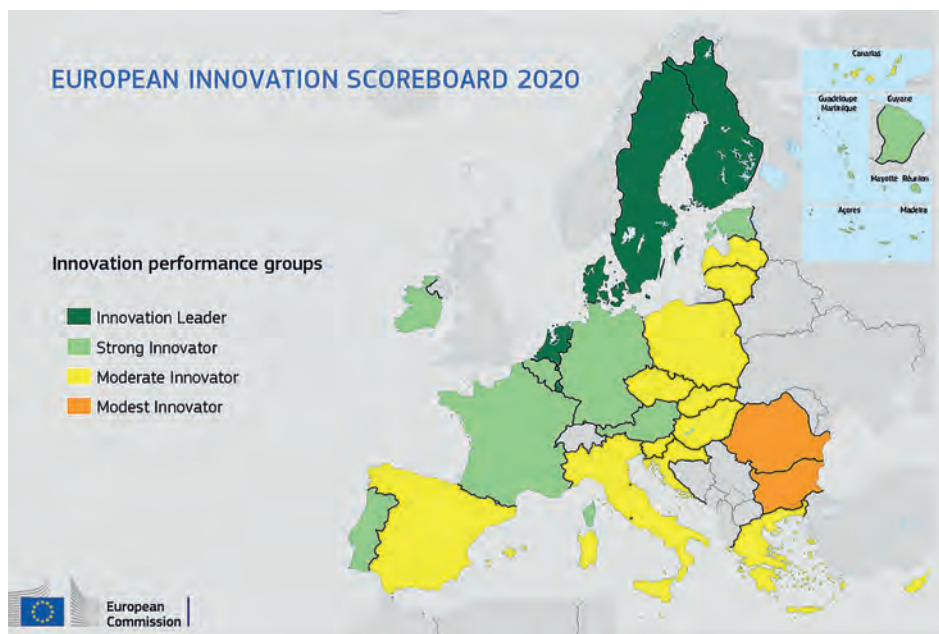 EUROPEAN INNOVATION SCOREBOARD 2020
Canarias
Guadeloupe
Martinique
Guyane
Mayotte Réunion
Açores
Madeira
Innovation performance groups
Innovation Leader
Strong Innovator
Moderate Innovator
Modest Innovator
European
Commission